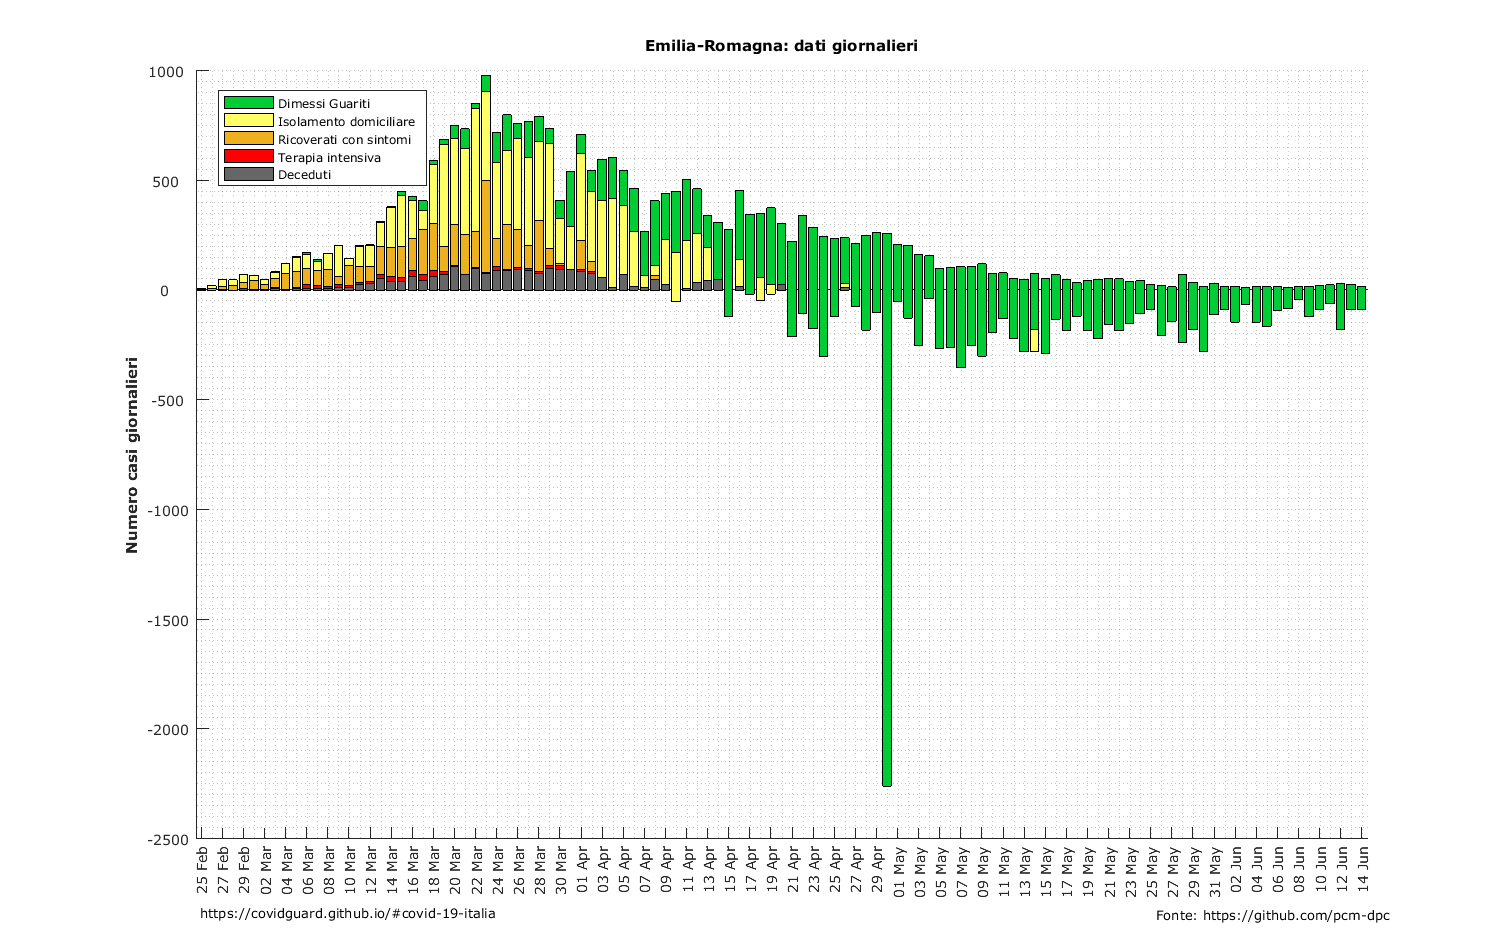 Emilia-Romagna: dati giornalieri
1000
500
0
-500
-1000
-1500
-2000
-2500
Numero casi giornalieri
Dimessi Guariti
Isolamento domiciliare
Ricoverati con sintomi
Terapia intensiva
Deceduti
25 Feb
27 Feb
29 Feb
02 Mar
04 Mar
06 Mar
08 Mar
10 Mar
12 Mar
14 Mar
16 Mar
18 Mar
20 Mar
22 Mar
24 Mar
26 Mar
28 Mar
30 Mar
01 Apr
03 Apr
05 Apr
07 Apr
09 Apr
11 Apr
13 Apr
15 Apr
17 Apr
19 Apr
21 Apr
23 Apr
25 Apr
27 Apr
29 Apr
01 May
03 May
05 May
07 May
09 May
11 May
13 May
15 May
17 May
19 May
21 May
23 May
25 May
27 May
29 May
31 May
02 Jun
04 Jun
06 Jun
08 Jun
10 Jun
12 Jun
14 Jun
https://covidguard.github.io/#covid-19-italia
Fonte: https://github.com/pcm-dpc